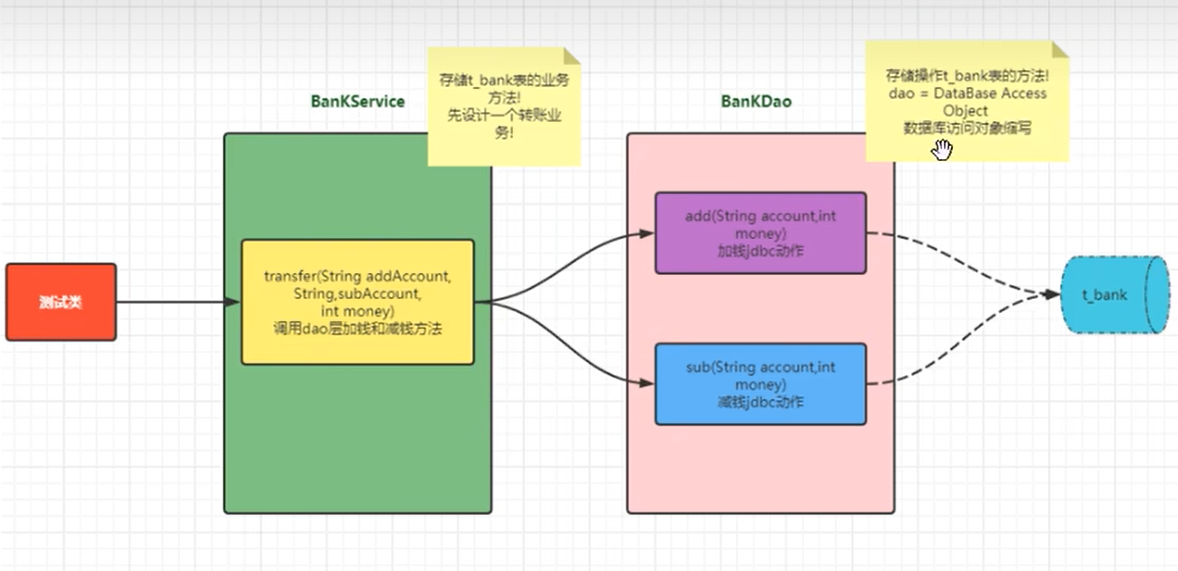 BanKService
存储t_bank表的业务
方法!
先设计一个转账业
务!
BanKDao
存储操作t_bank表的方法!
dao = DataBase Access
Object
数据库访问对象缩写
测试类
transfer(String addAccount,
String,subAccount,
int money)
调用dao层加钱和减钱方法
add(String account,int
money)
加钱jdbc动作
sub(String account,int
money)
减钱jdbc动作
t_bank